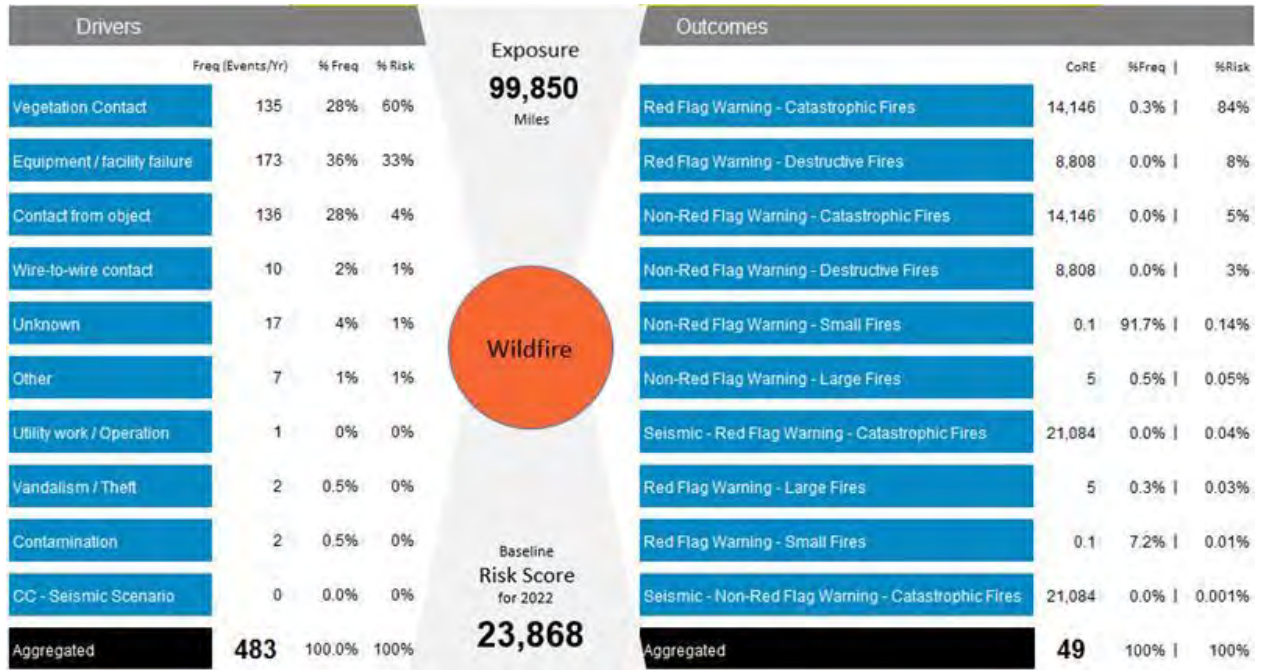 Drivers
Freq (Events/Yr) % Freq % Risk
Vegetation Contact 135 28% 60%
Equipment / facility failure 173 36% 33%
Contact from object 136 28% 4%
Wire-to-wire contact 10 2% 1%
Unknown 17 4% 1%
Other 7 1% 1%
Utility work / Operation 1 0% 0%
Vandalism / Theft 2 0.5% 0%
Contamination 2 0.5% 0%
CC - Seismic Scenario 0 0.0% 0%
Aggregated 483 100.0% 100%
Exposure
99,850
Miles
Wildfire
Baseline
Risk Score
for 2022
23,868
Outcomes
CoRE %Freq | %Risk
Red Flag Warning - Catastrophic Fires 14,146 0.3% | 84%
Red Flag Warning - Destructive Fires 8,808 0.0% | 8%
Non-Red Flag Warning - Catastrophic Fires 14,146 0.0% | 5%
Non-Red Flag Warning - Destructive Fires 8,808 0.0% | 3%
Non-Red Flag Warning - Small Fires 0.1 91.7% | 0.14%
Non-Red Flag Warning - Large Fires 5 0.5% | 0.05%
Seismic - Red Flag Warning - Catastrophic Fires 21,084 0.0% | 0.04%
Red Flag Warning - Large Fires 5 0.3% | 0.03%
Red Flag Warning - Small Fires 0.1 7.2% | 0.01%
Seismic - Non-Red Flag Warning - Catastrophic Fires 21,084 0.0% | 0.001%
Aggregated 49 100% | 100%